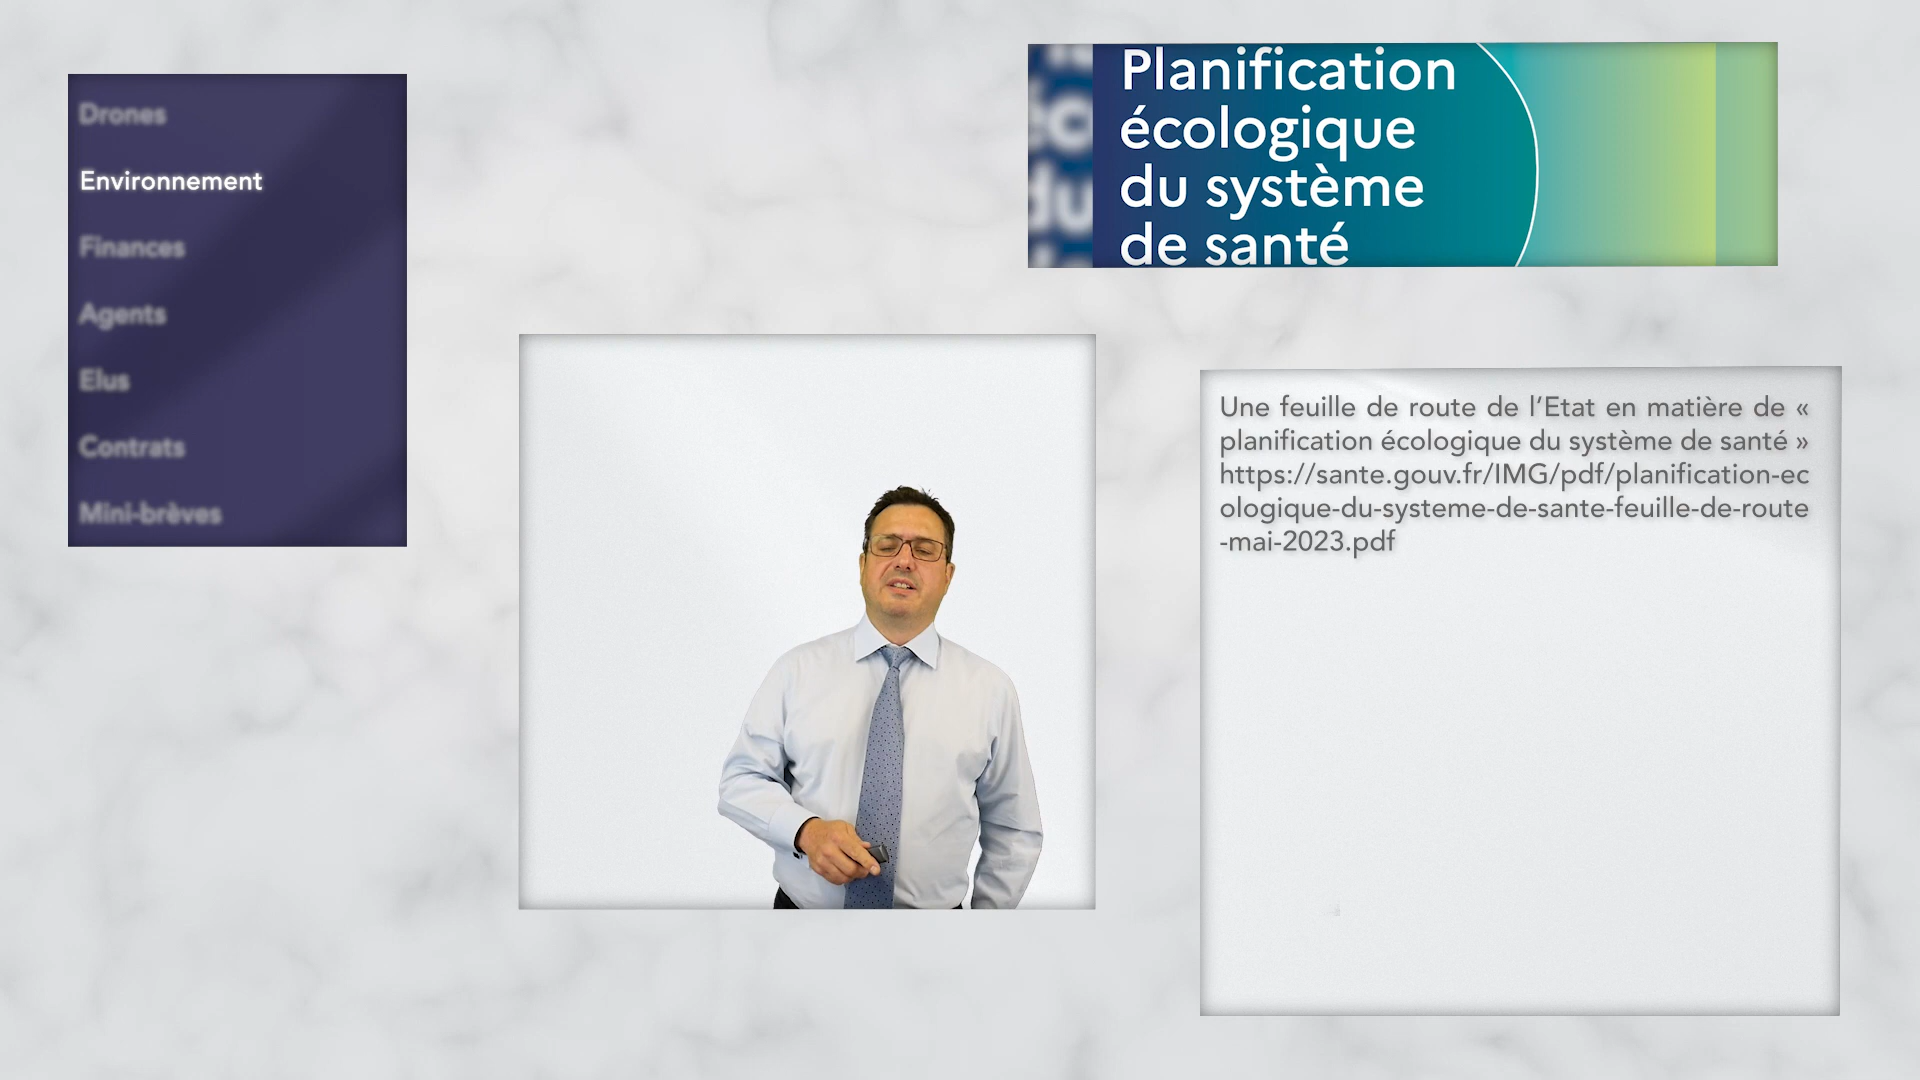 Drones
Environnement
Finances
Agents
Elus
Contrats
Mini-brèves
Planification
écologique
du système
de santé
Une feuille de route de l’Etat en matière de «
planification écologique du système de santé »
https://sante.gouv.fr/IMG/pdf/planification-ec
ologique-du-systeme-de-sante-feuille-de-route
-mai-2023.pdf